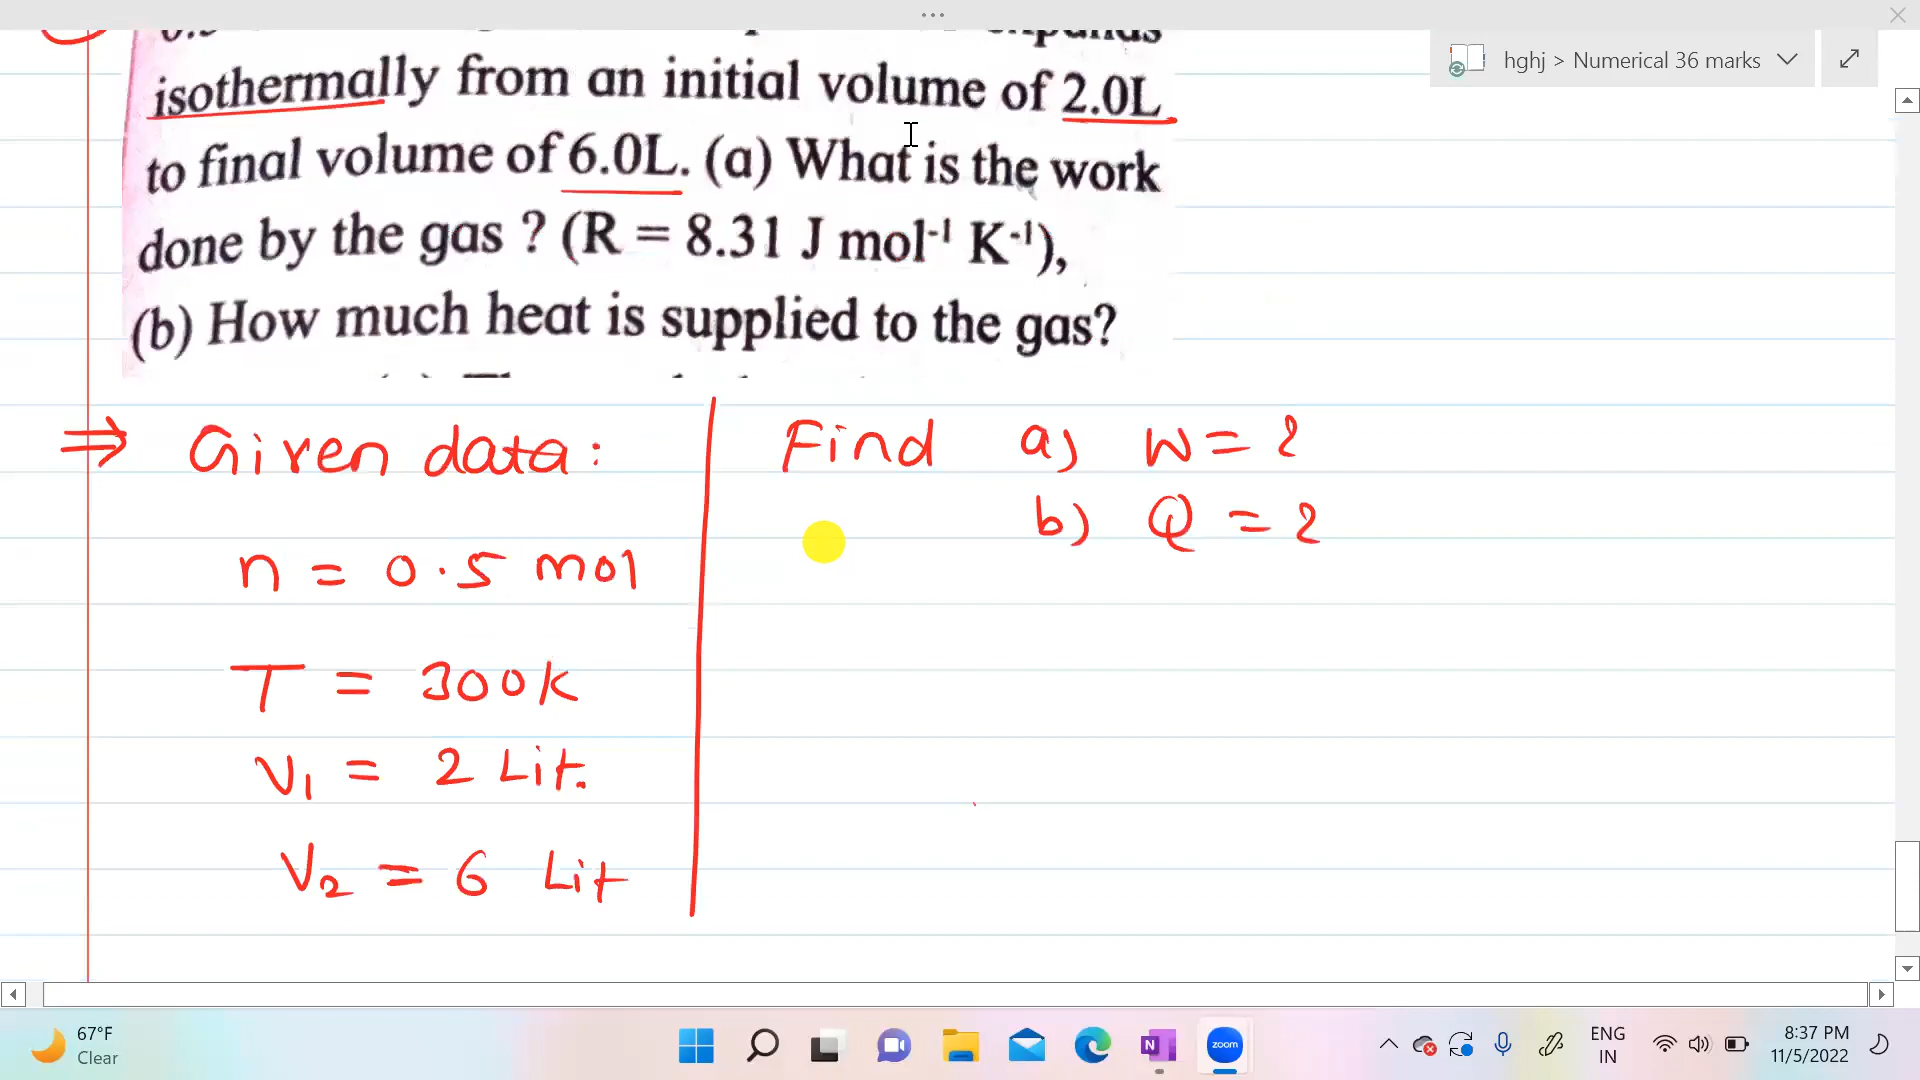 hghj > Numerical 36 marks
expands
isothermally from an initial volume of 2.0L
to final volume of 6.0L. (a) What is the work
done by the gas ? (R = 8.31 J mol⁻¹ K⁻¹),
(b) How much heat is supplied to the gas?
⇒ Given data:
n = 0.5 mol
T = 300k
V₁ = 2 Lit.
V₂ = 6 Lit
Find a) W = ?
b) Q = ?
67°F
Clear
zoom
ENG
IN
8:37 PM
11/5/2022